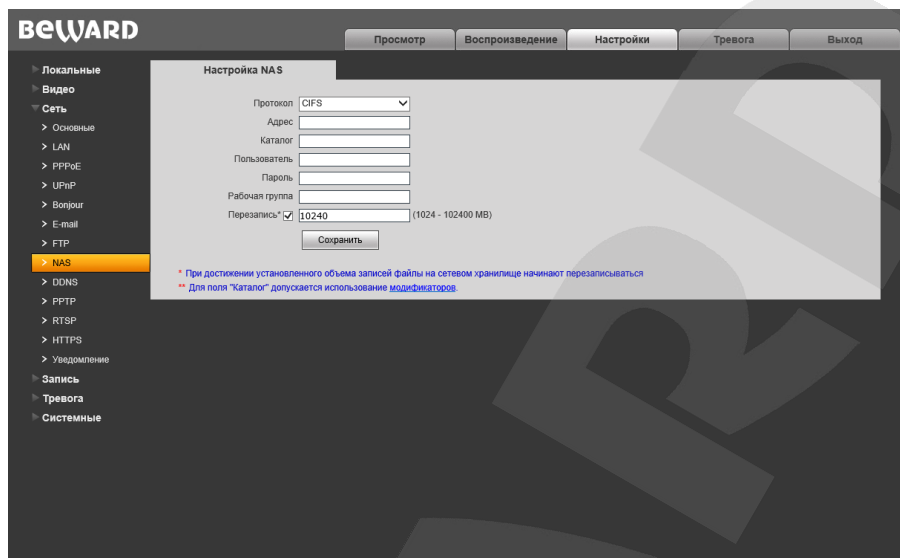 BEWARD
Просмотр Воспроизведение Настройки Тревога Выход
Локальные
Видео
Сеть
Основные
LAN
PPPoE
UPnP
Bonjour
E-mail
FTP
NAS
DDNS
PPTP
RTSP
HTTPS
Уведомление
Запись
Тревога
Системные
Настройка NAS
Протокол CIFS
Адрес
Каталог
Пользователь
Пароль
Рабочая группа
Перезапись* 10240 (1024 - 102400 MB)
Сохранить
* При достижении установленного объема записей файлы на сетевом хранилище начинают перезаписываться
** Для поля "Каталог" допускается использование модификаторов.